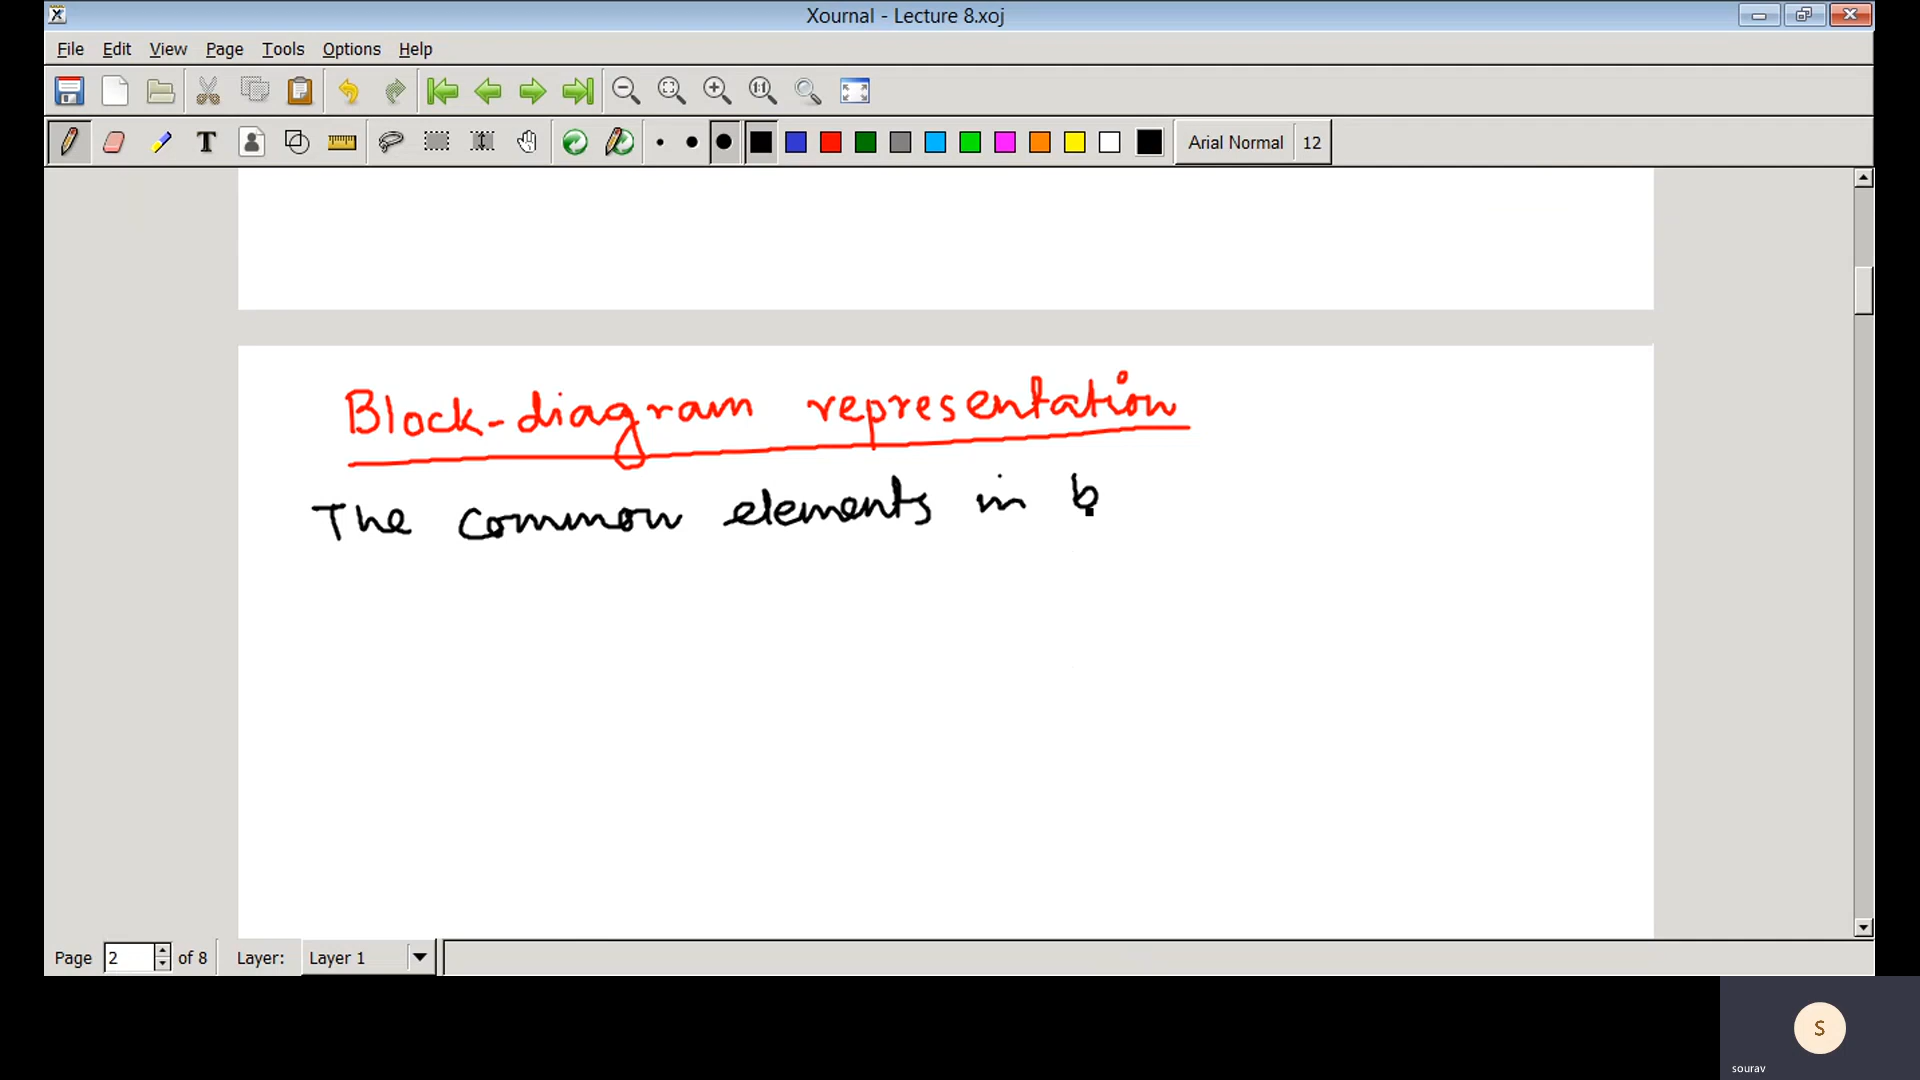 Xournal - Lecture 8.xoj
File Edit View Page Tools Options Help
Arial Normal 12
Block-diagram representation
The common elements in b
Page 2 of 8 Layer: Layer 1
S
sourav